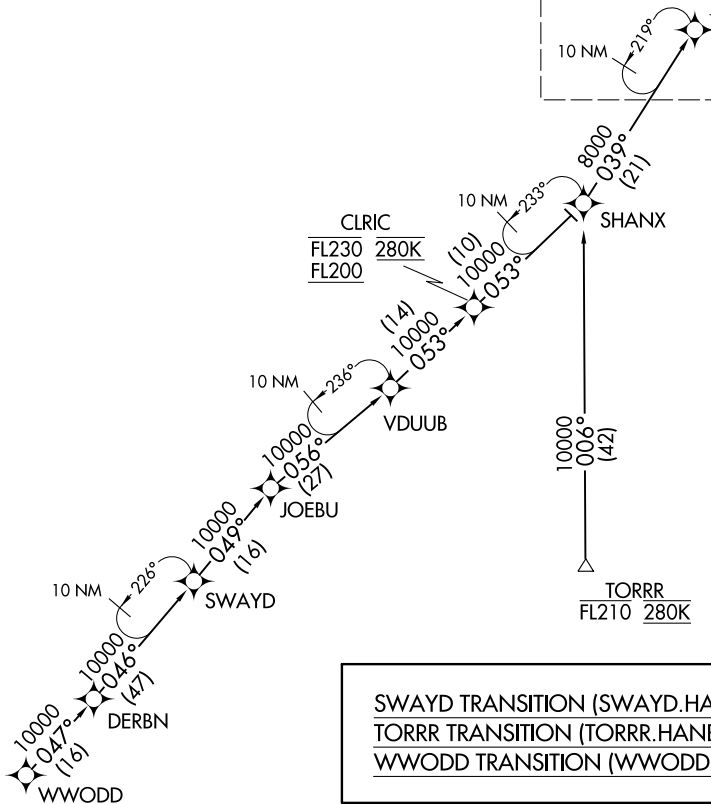 219°
10 NM
8000
039°
(21)
233°
10 NM
SHANX
CLRIC
FL230 280K
FL200
(10)
10000
053°
(14)
10000
053°
236°
10 NM
VDUUB
10000
056°
(27)
JOEBU
10000
006°
(42)
10000
049°
(16)
226°
10 NM
SWAYD
TORRR
FL210 280K
10000
046°
(47)
DERBN
10000
047°
(16)
WWODD
SWAYD TRANSITION (SWAYD.HA
TORRR TRANSITION (TORRR.HANE
WWODD TRANSITION (WWODD